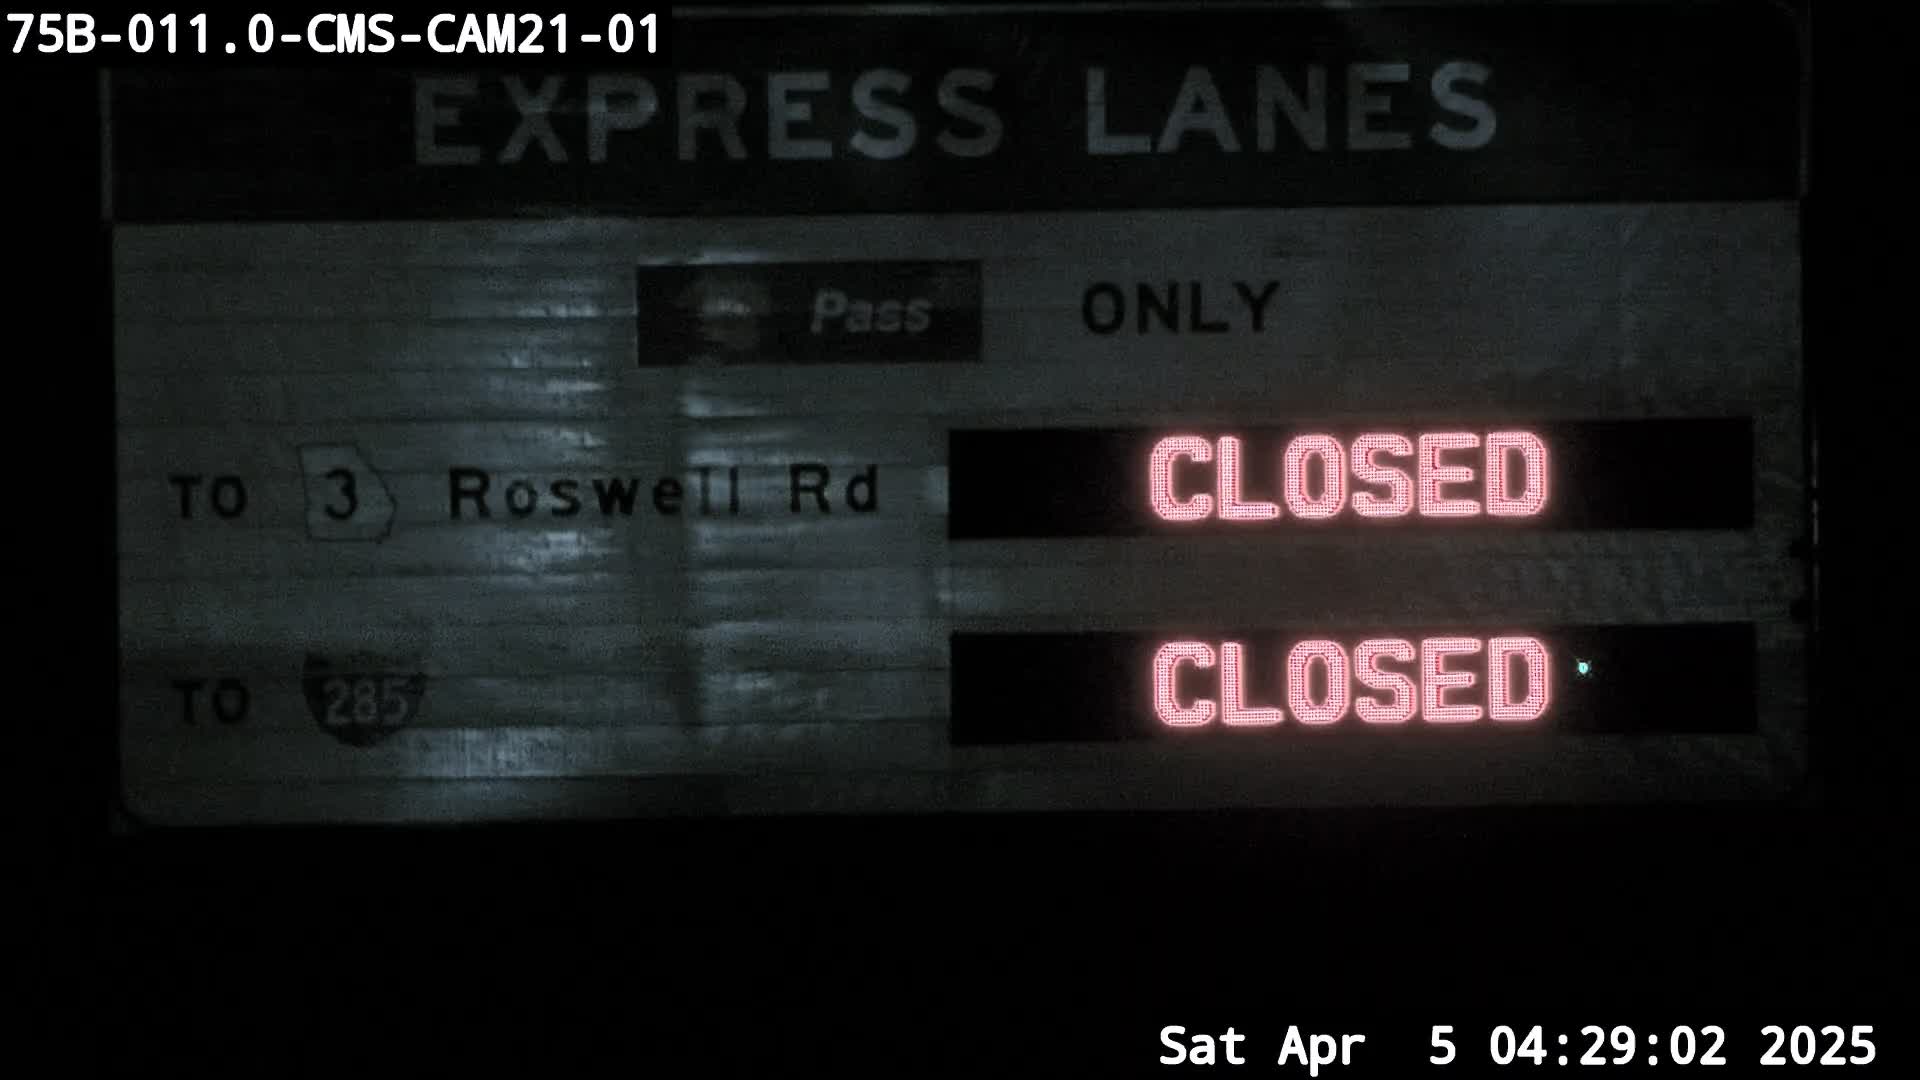 75B-011.0-CMS-CAM21-01
EXPRESS LANES
Pass ONLY
TO 3 Roswell Rd CLOSED
TO 285 CLOSED
Sat Apr 5 04:29:02 2025